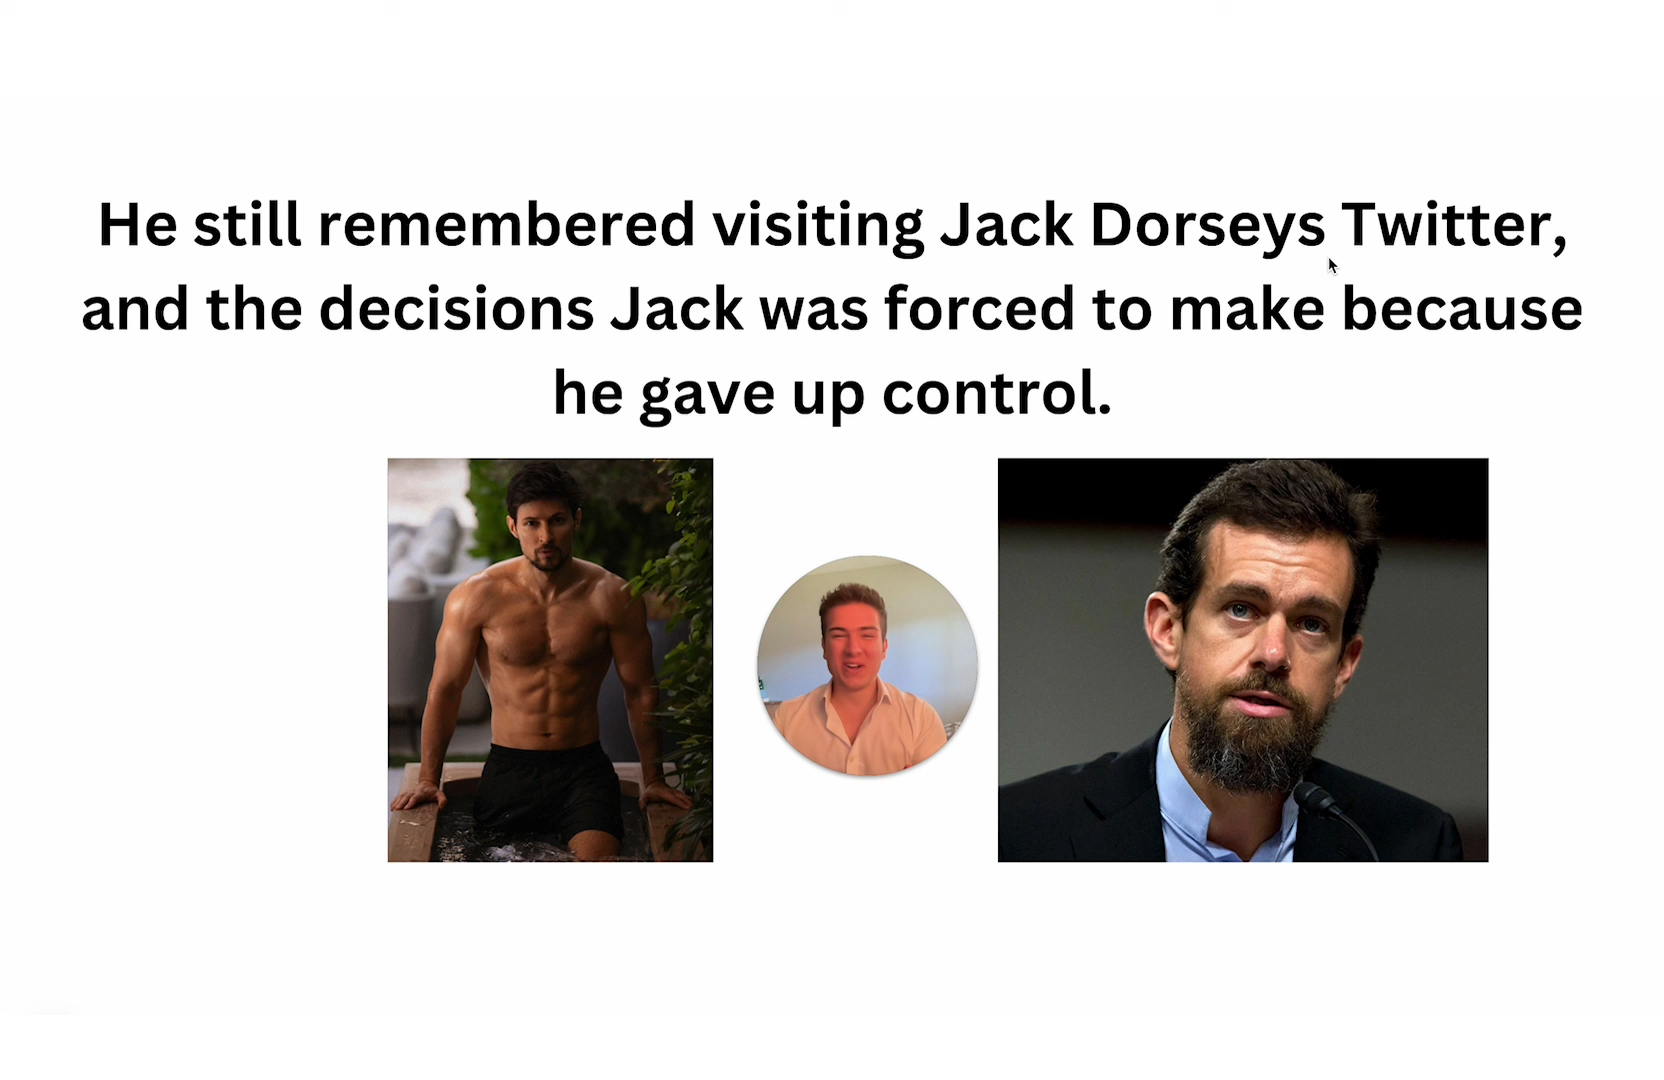 He still remembered visiting Jack Dorseys Twitter,
and the decisions Jack was forced to make because
he gave up control.